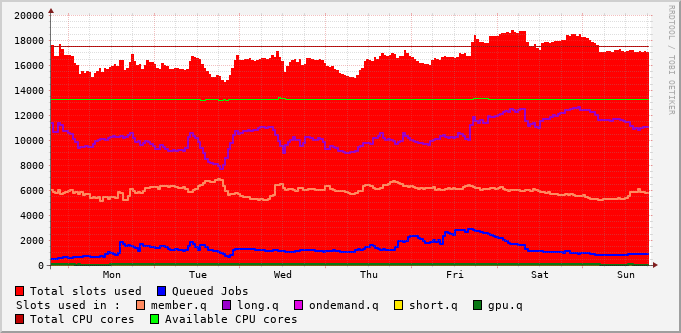 20000
18000
16000
14000
12000
10000
8000
6000
4000
2000
0
Mon Tue Wed Thu Fri Sat Sun
Total slots used Queued Jobs
Slots used in : member.q long.q ondemand.q short.q gpu.q
Total CPU cores Available CPU cores
RRDTOOL / TOBI OETIKER